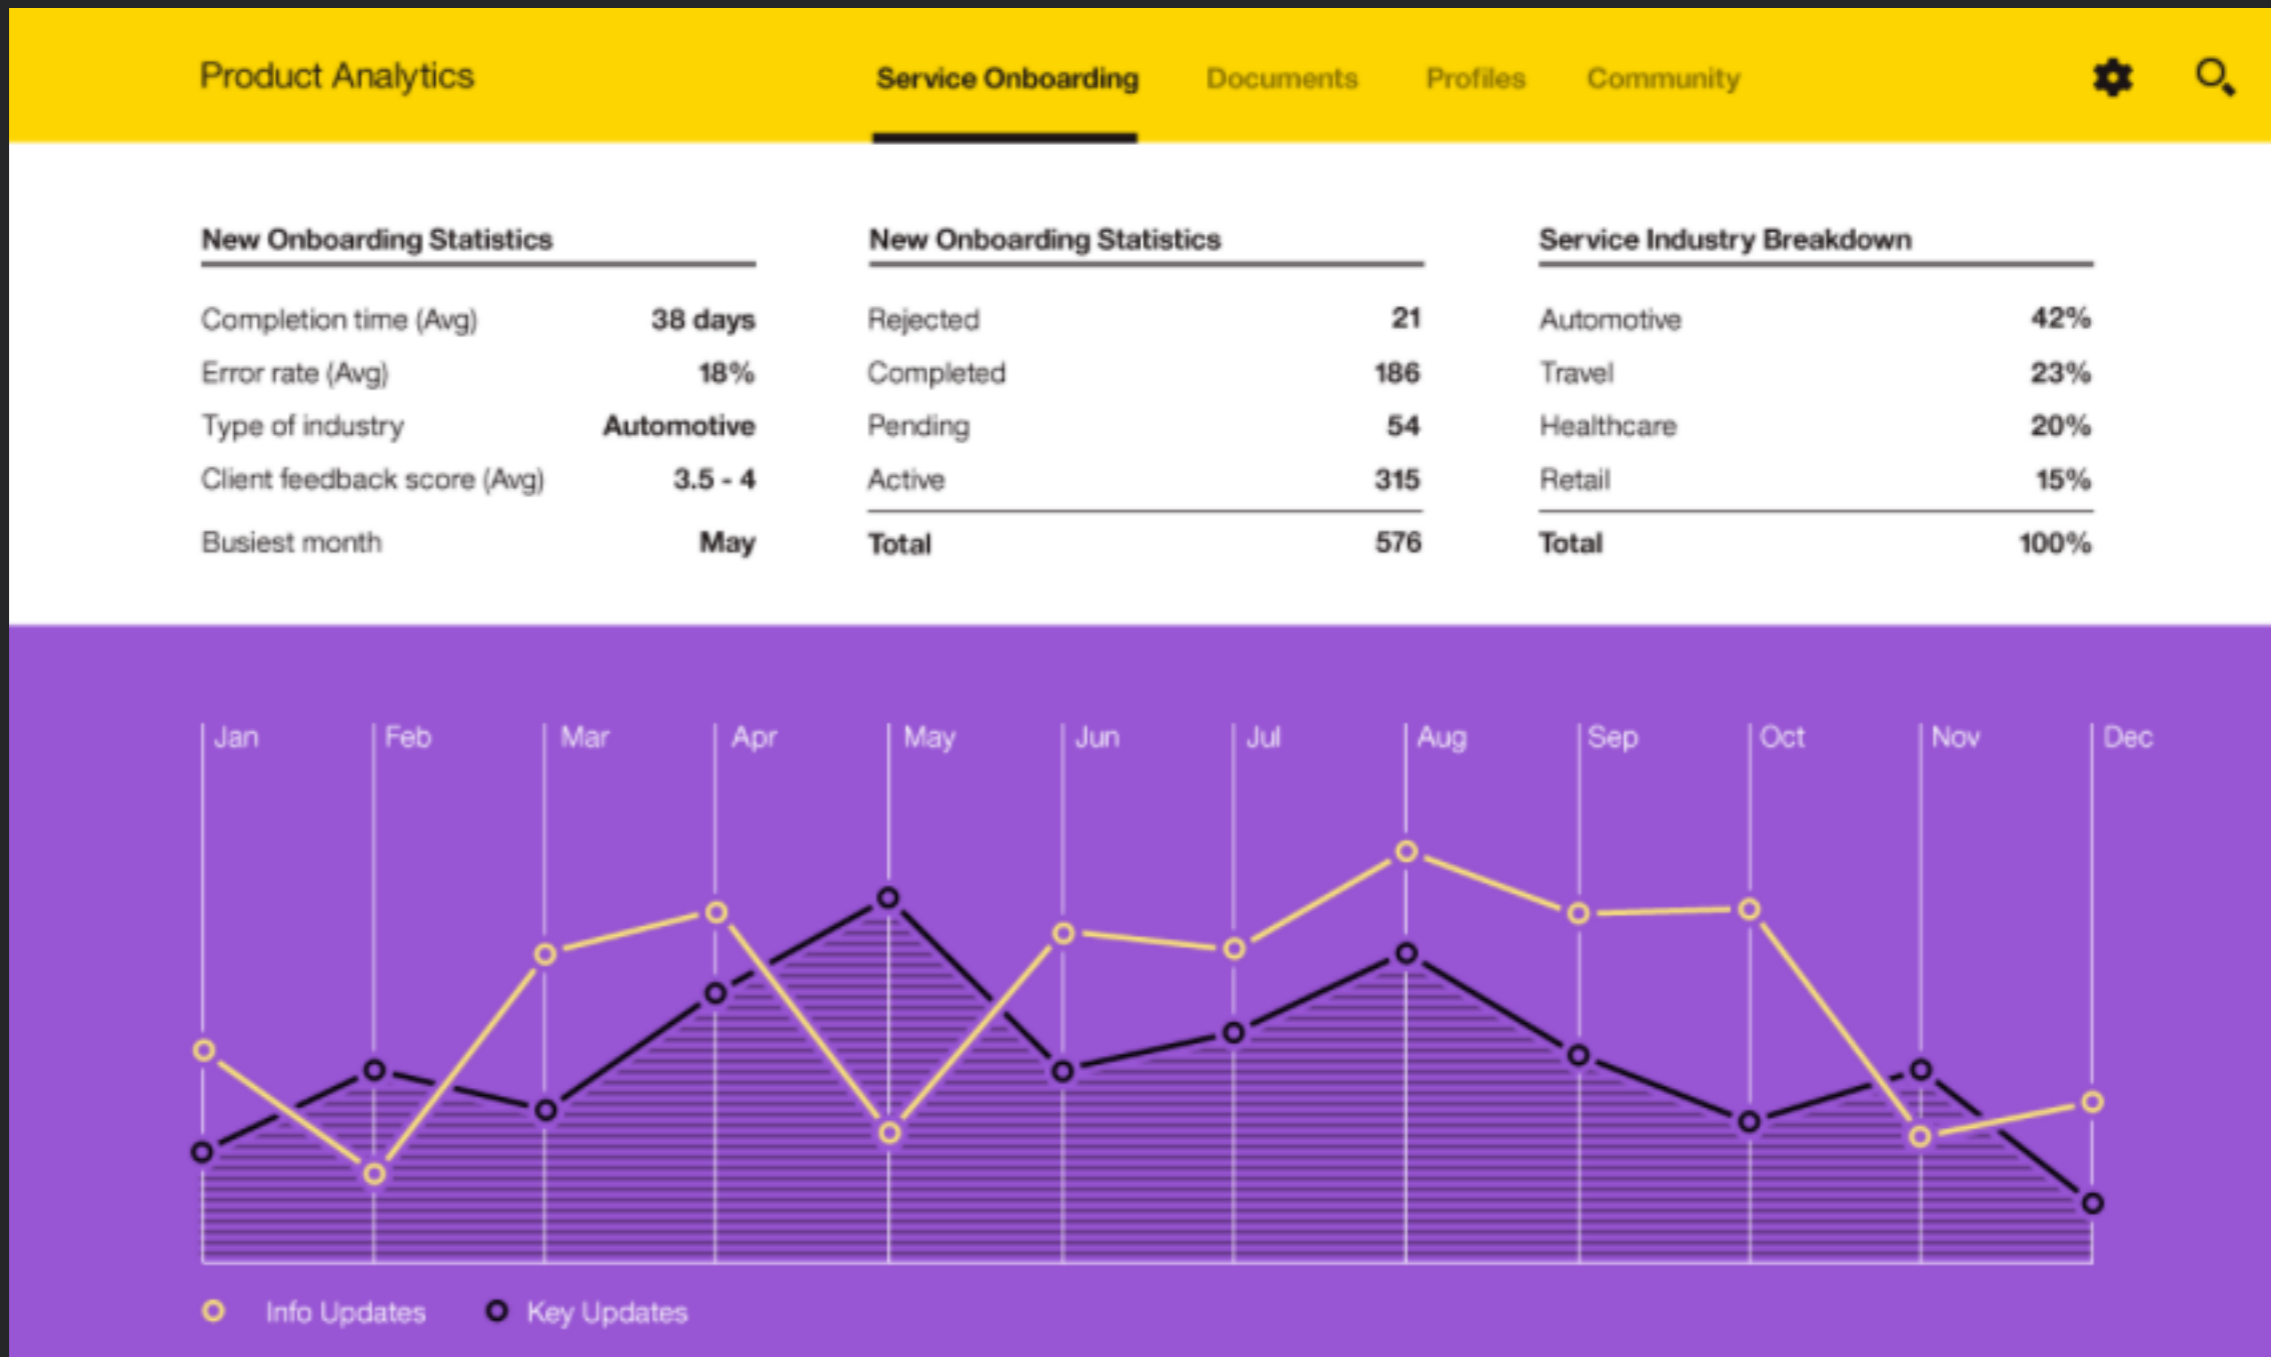 Product Analytics Service Onboarding Documents Profiles Community
New Onboarding Statistics
Completion time (Avg) 38 days
Error rate (Avg) 18%
Type of industry Automotive
Client feedback score (Avg) 3.5 - 4
Busiest month May
New Onboarding Statistics
Rejected 21
Completed 186
Pending 54
Active 315
Total 576
Service Industry Breakdown
Automotive 42%
Travel 23%
Healthcare 20%
Retail 15%
Total 100%
Jan Feb Mar Apr May Jun Jul Aug Sep Oct Nov Dec
Info Updates Key Updates